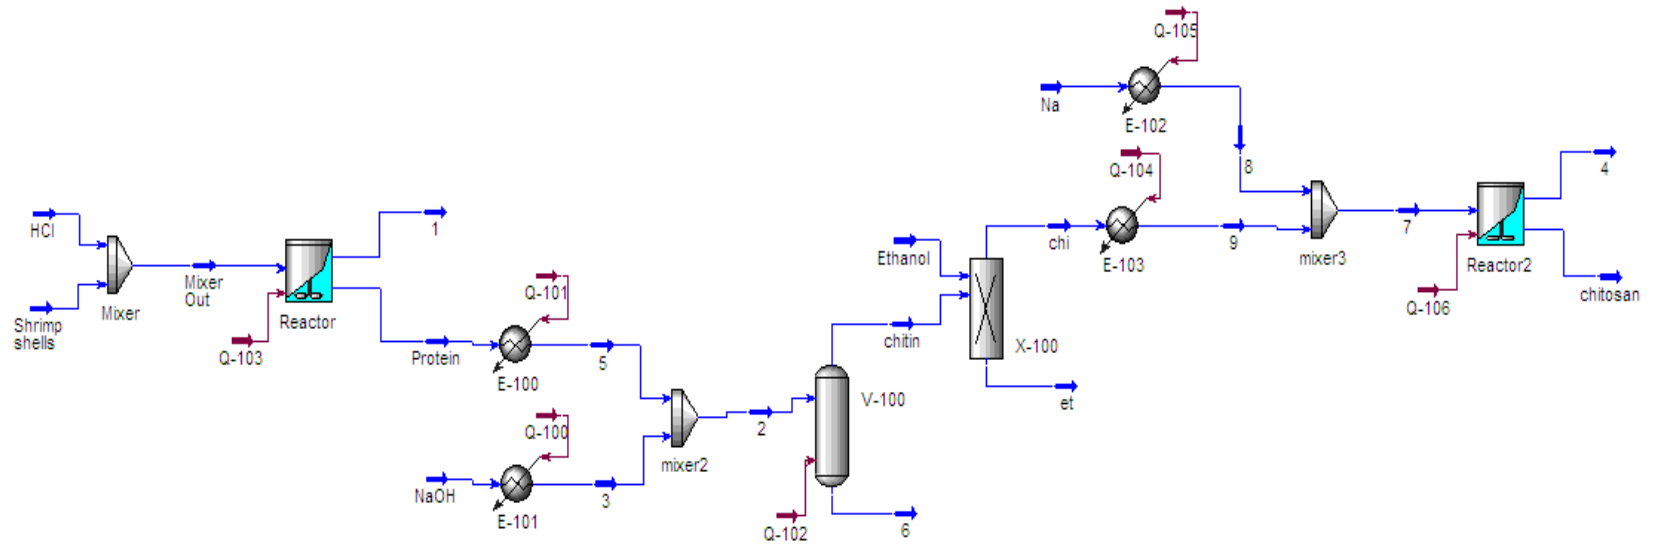 Q-105
Na
E-102
Q-104
8
4
HCl
Mixer
Out
1
Ethanol
chi
E-103
9
mixer3
7
Reactor2
Shrimp
shells
Mixer
Q-103
Reactor
Q-101
Protein
E-100
5
chitin
X-100
Q-106
chitosan
Q-100
mixer2
2
V-100
et
NaOH
E-101
3
Q-102
6